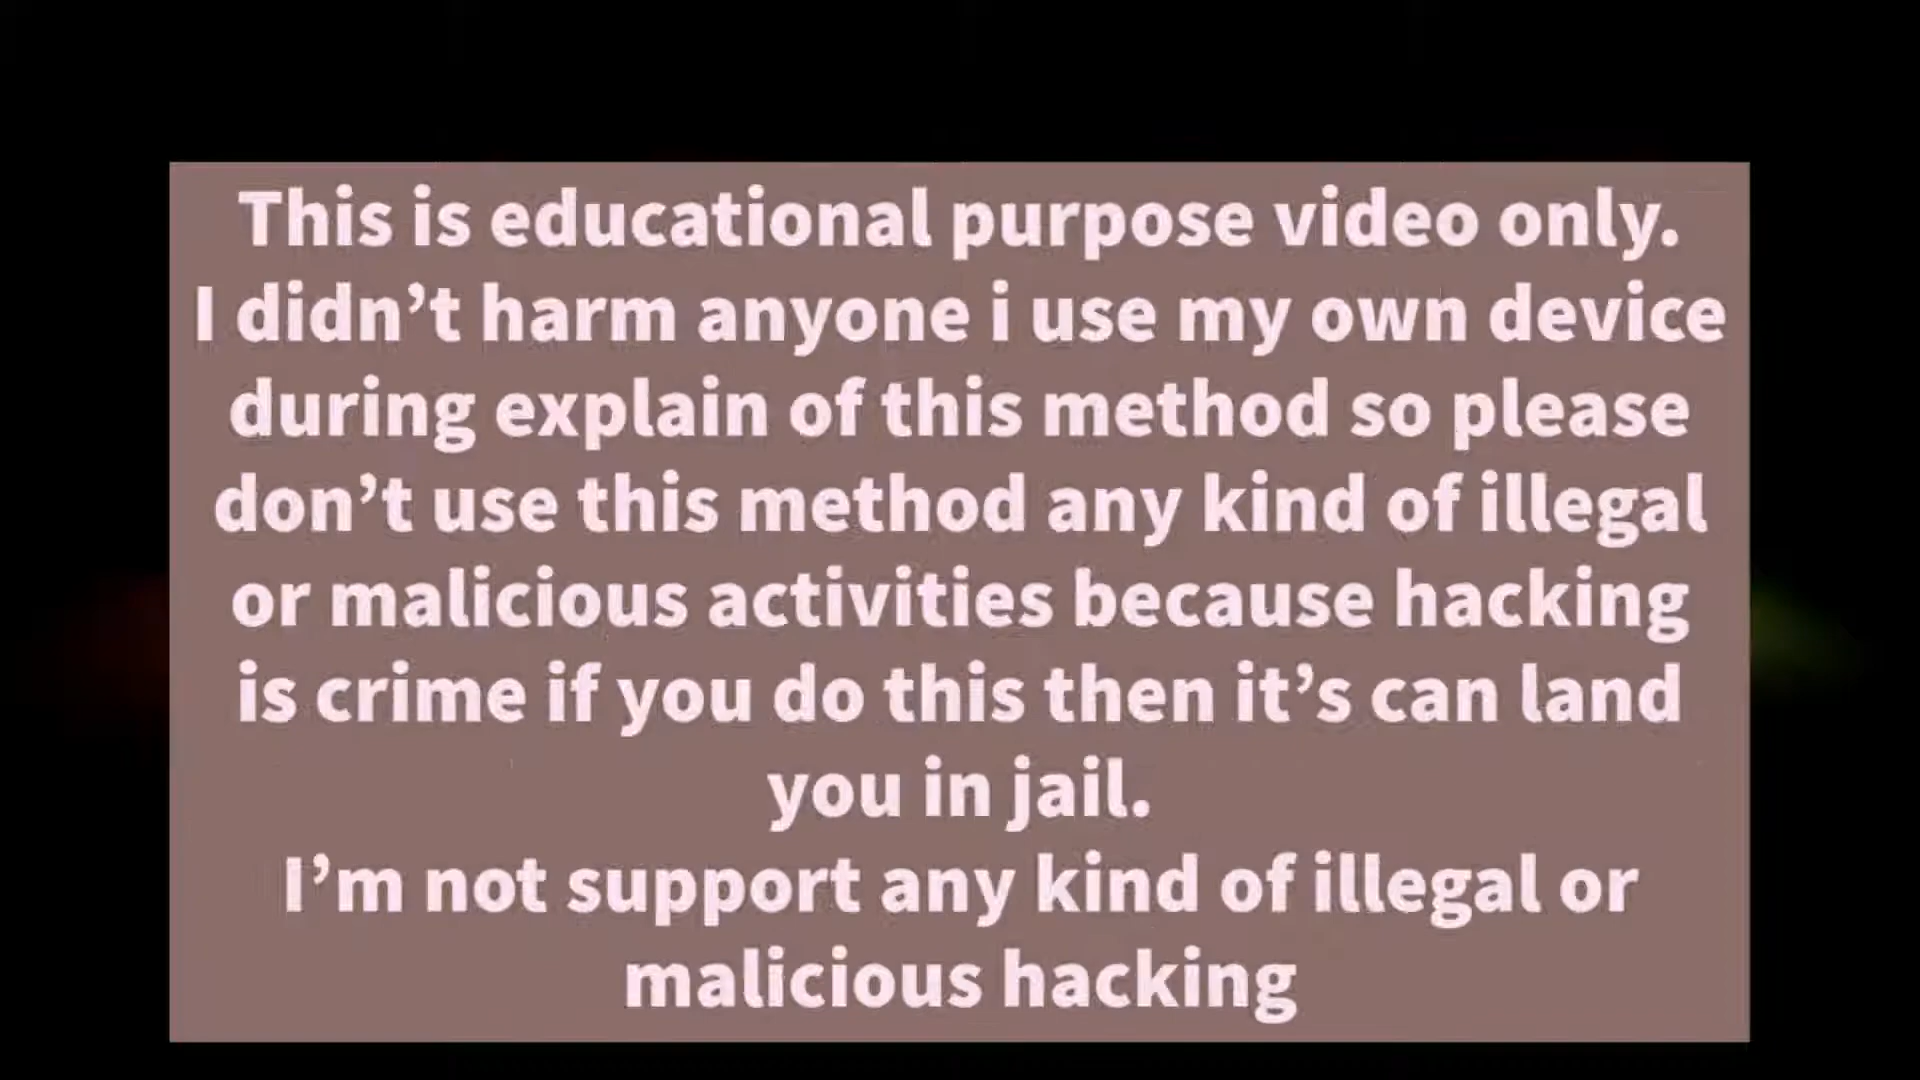 This is educational purpose video only.
I didn’t harm anyone i use my own device
during explain of this method so please
don’t use this method any kind of illegal
or malicious activities because hacking
is crime if you do this then it’s can land
you in jail.
I’m not support any kind of illegal or
malicious hacking